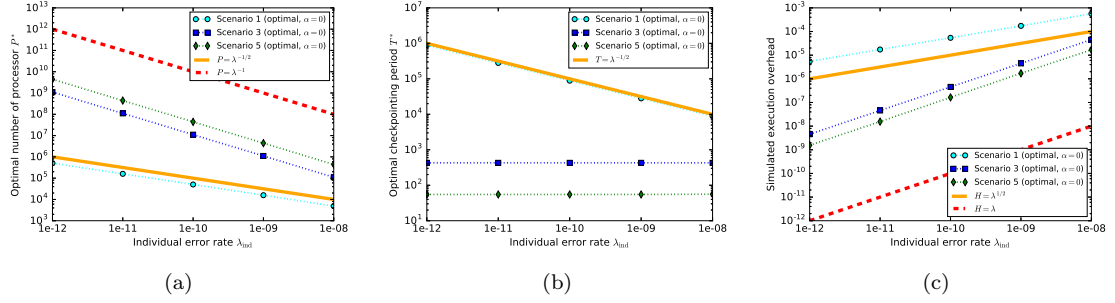 Optimal number of processor P*
10^13
10^12
10^11
10^10
10^9
10^8
10^7
10^6
10^5
10^4
10^3
1e-12
1e-11
1e-10
1e-09
1e-08
Individual error rate λ_ind
Scenario 1 (optimal, α=0)
Scenario 3 (optimal, α=0)
Scenario 5 (optimal, α=0)
P=λ^{-1/2}
P=λ^{-1}
(a)
Optimal checkpointing period T*
10^7
10^6
10^5
10^4
10^3
10^2
10^1
1e-12
1e-11
1e-10
1e-09
1e-08
Individual error rate λ_ind
Scenario 1 (optimal, α=0)
Scenario 3 (optimal, α=0)
Scenario 5 (optimal, α=0)
T=λ^{-1/2}
(b)
Simulated execution overhead
10^-3
10^-4
10^-5
10^-6
10^-7
10^-8
10^-9
10^-10
10^-11
10^-12
1e-12
1e-11
1e-10
1e-09
1e-08
Individual error rate λ_ind
Scenario 1 (optimal, α=0)
Scenario 3 (optimal, α=0)
Scenario 5 (optimal, α=0)
H=λ^{1/2}
H=λ
(c)